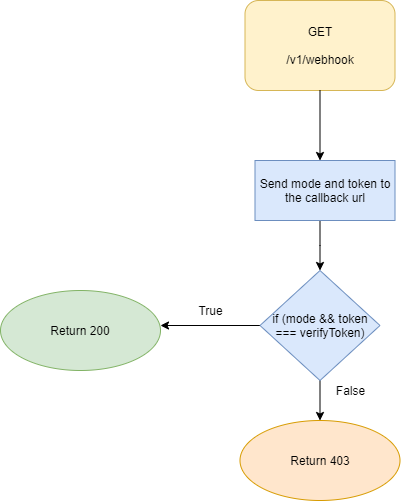 GET
/v1/webhook
Send mode and token to
the callback url
if (mode && token
=== verifyToken)
True
Return 200
False
Return 403